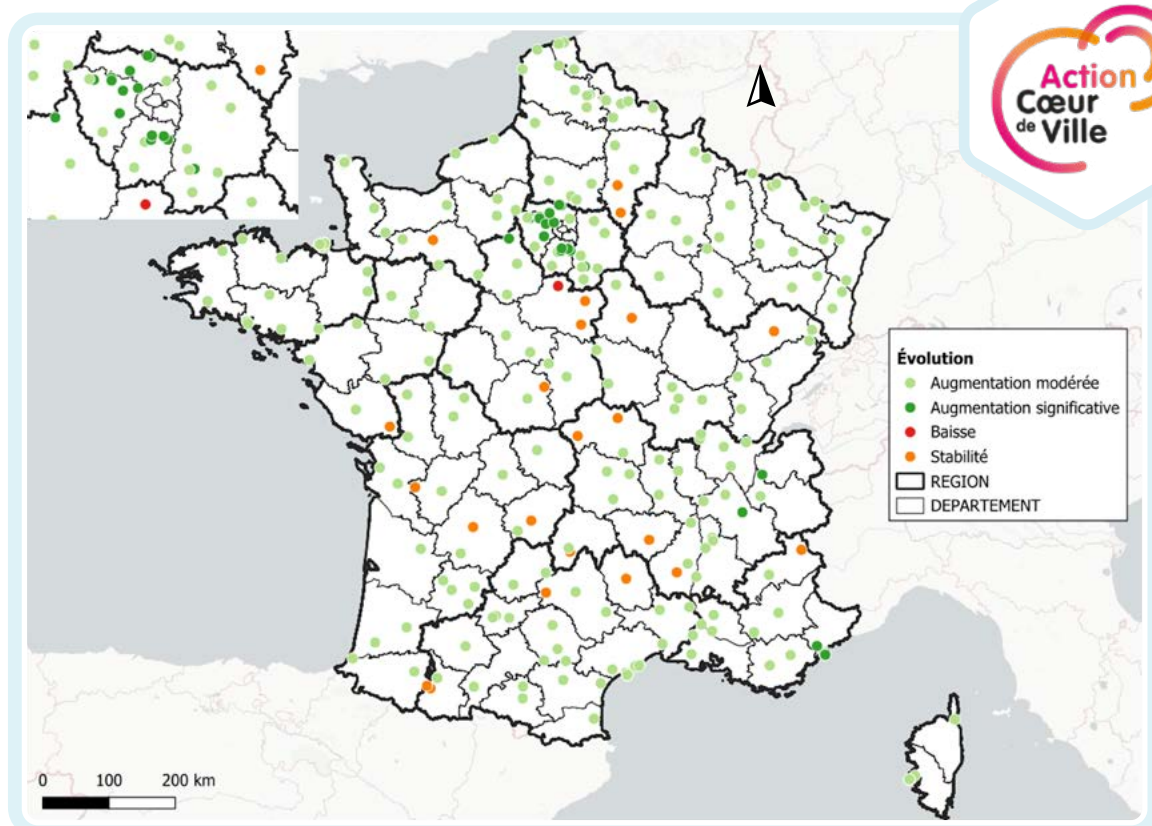 Action
Cœur
de Ville
Évolution
Augmentation modérée
Augmentation significative
Baisse
Stabilité
REGION
DEPARTEMENT
0 100 200 km